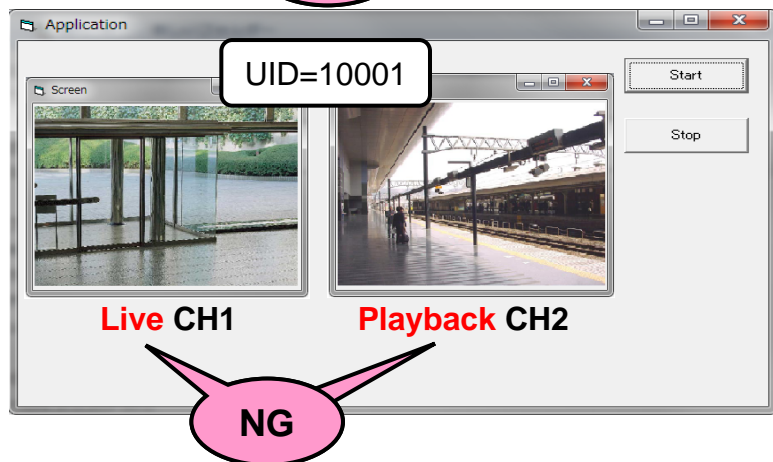 Application
UID=10001
Start
Screen
Stop
Live CH1
Playback CH2
NG